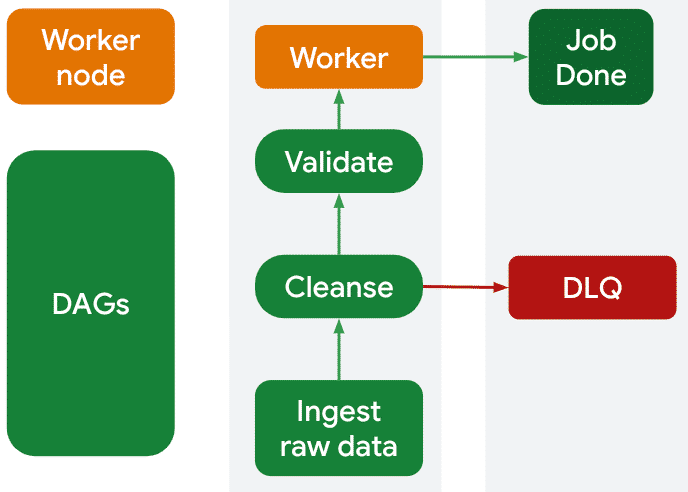 Worker
node
Worker
Job
Done
Validate
DAGs
Cleanse
DLQ
Ingest
raw data